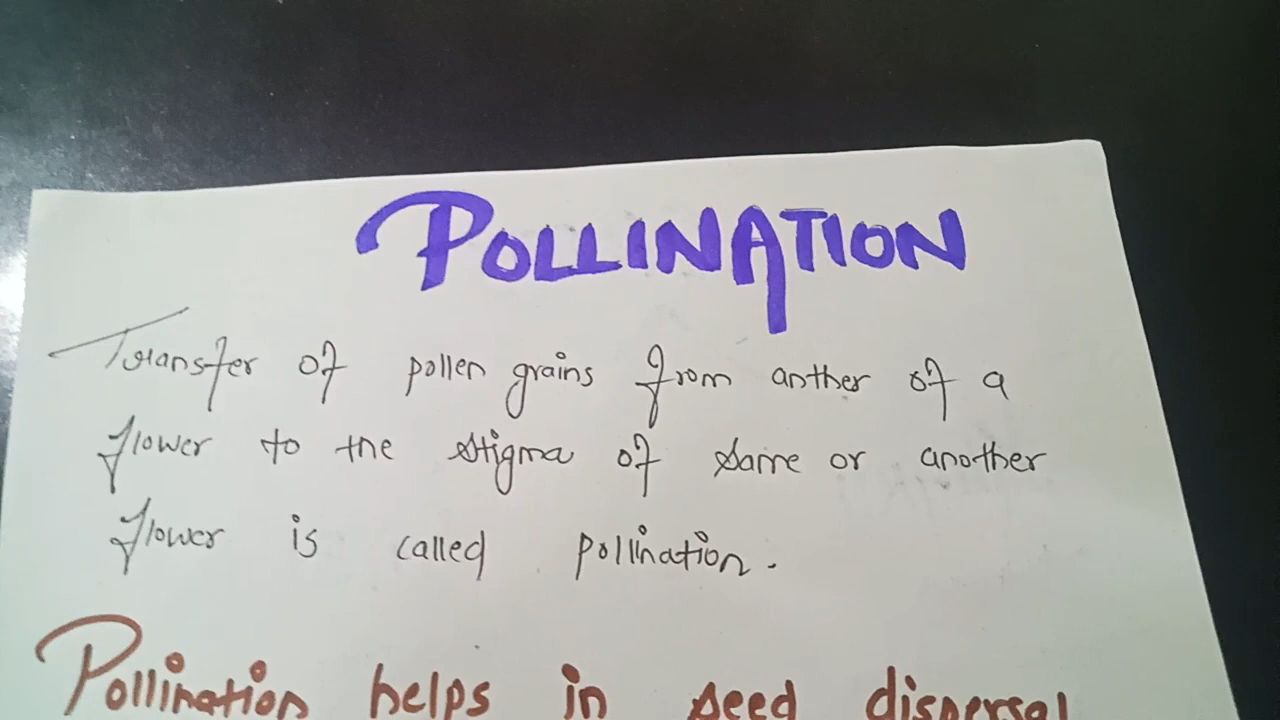 POLLINATION
Transfer of pollen grains from anther of a
flower to the stigma of same or another
flower is called pollination.
Pollination helps in seed dispersal